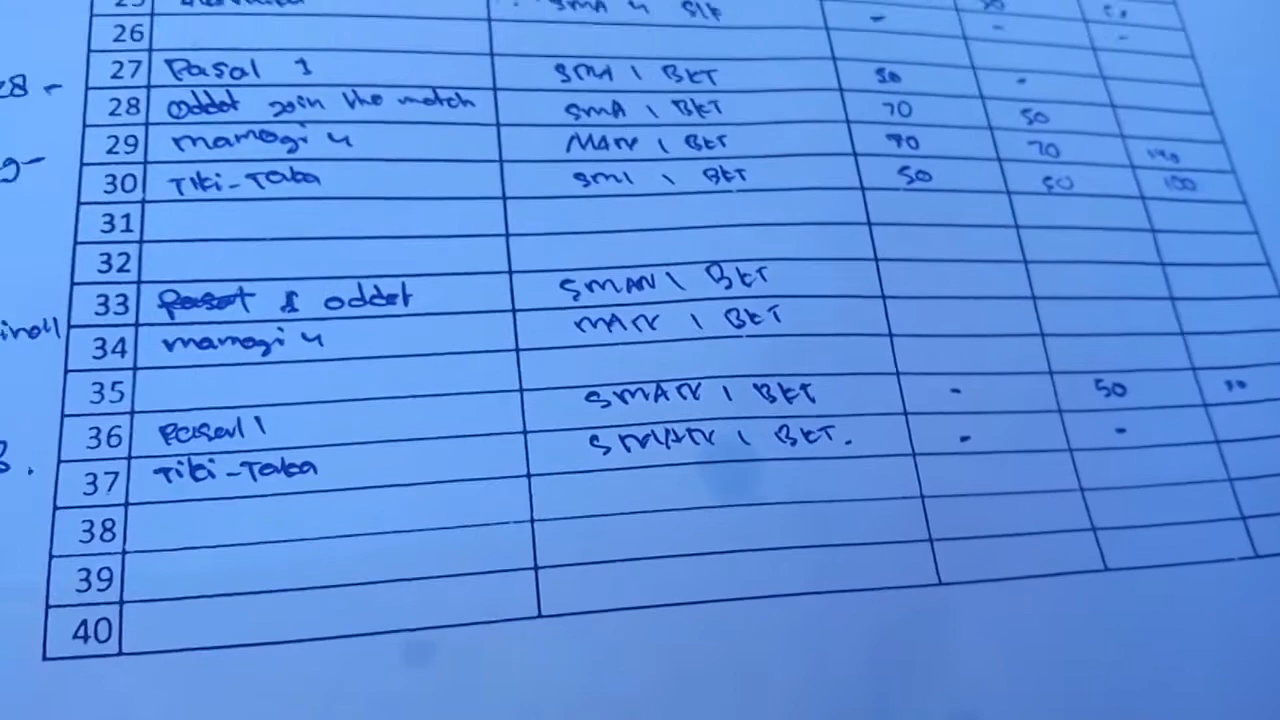 26 - - -
27 Pasal 1 SMA 1 BKT 50 -
28 oddet join the match SMA 1 BKT 70 50
29 mamogi 4 MAN 1 BKT 70 70 140
30 Tiki-Taka SMA 1 BKT 50 50 100
31
32
33 oddet SMAN 1 BKT
34 mamogi 4 MAN 1 BKT
35
36 Pasal 1 SMAN 1 BKT - 50
37 Tiki-Taka SMAN 1 BKT. - -
38
39
40